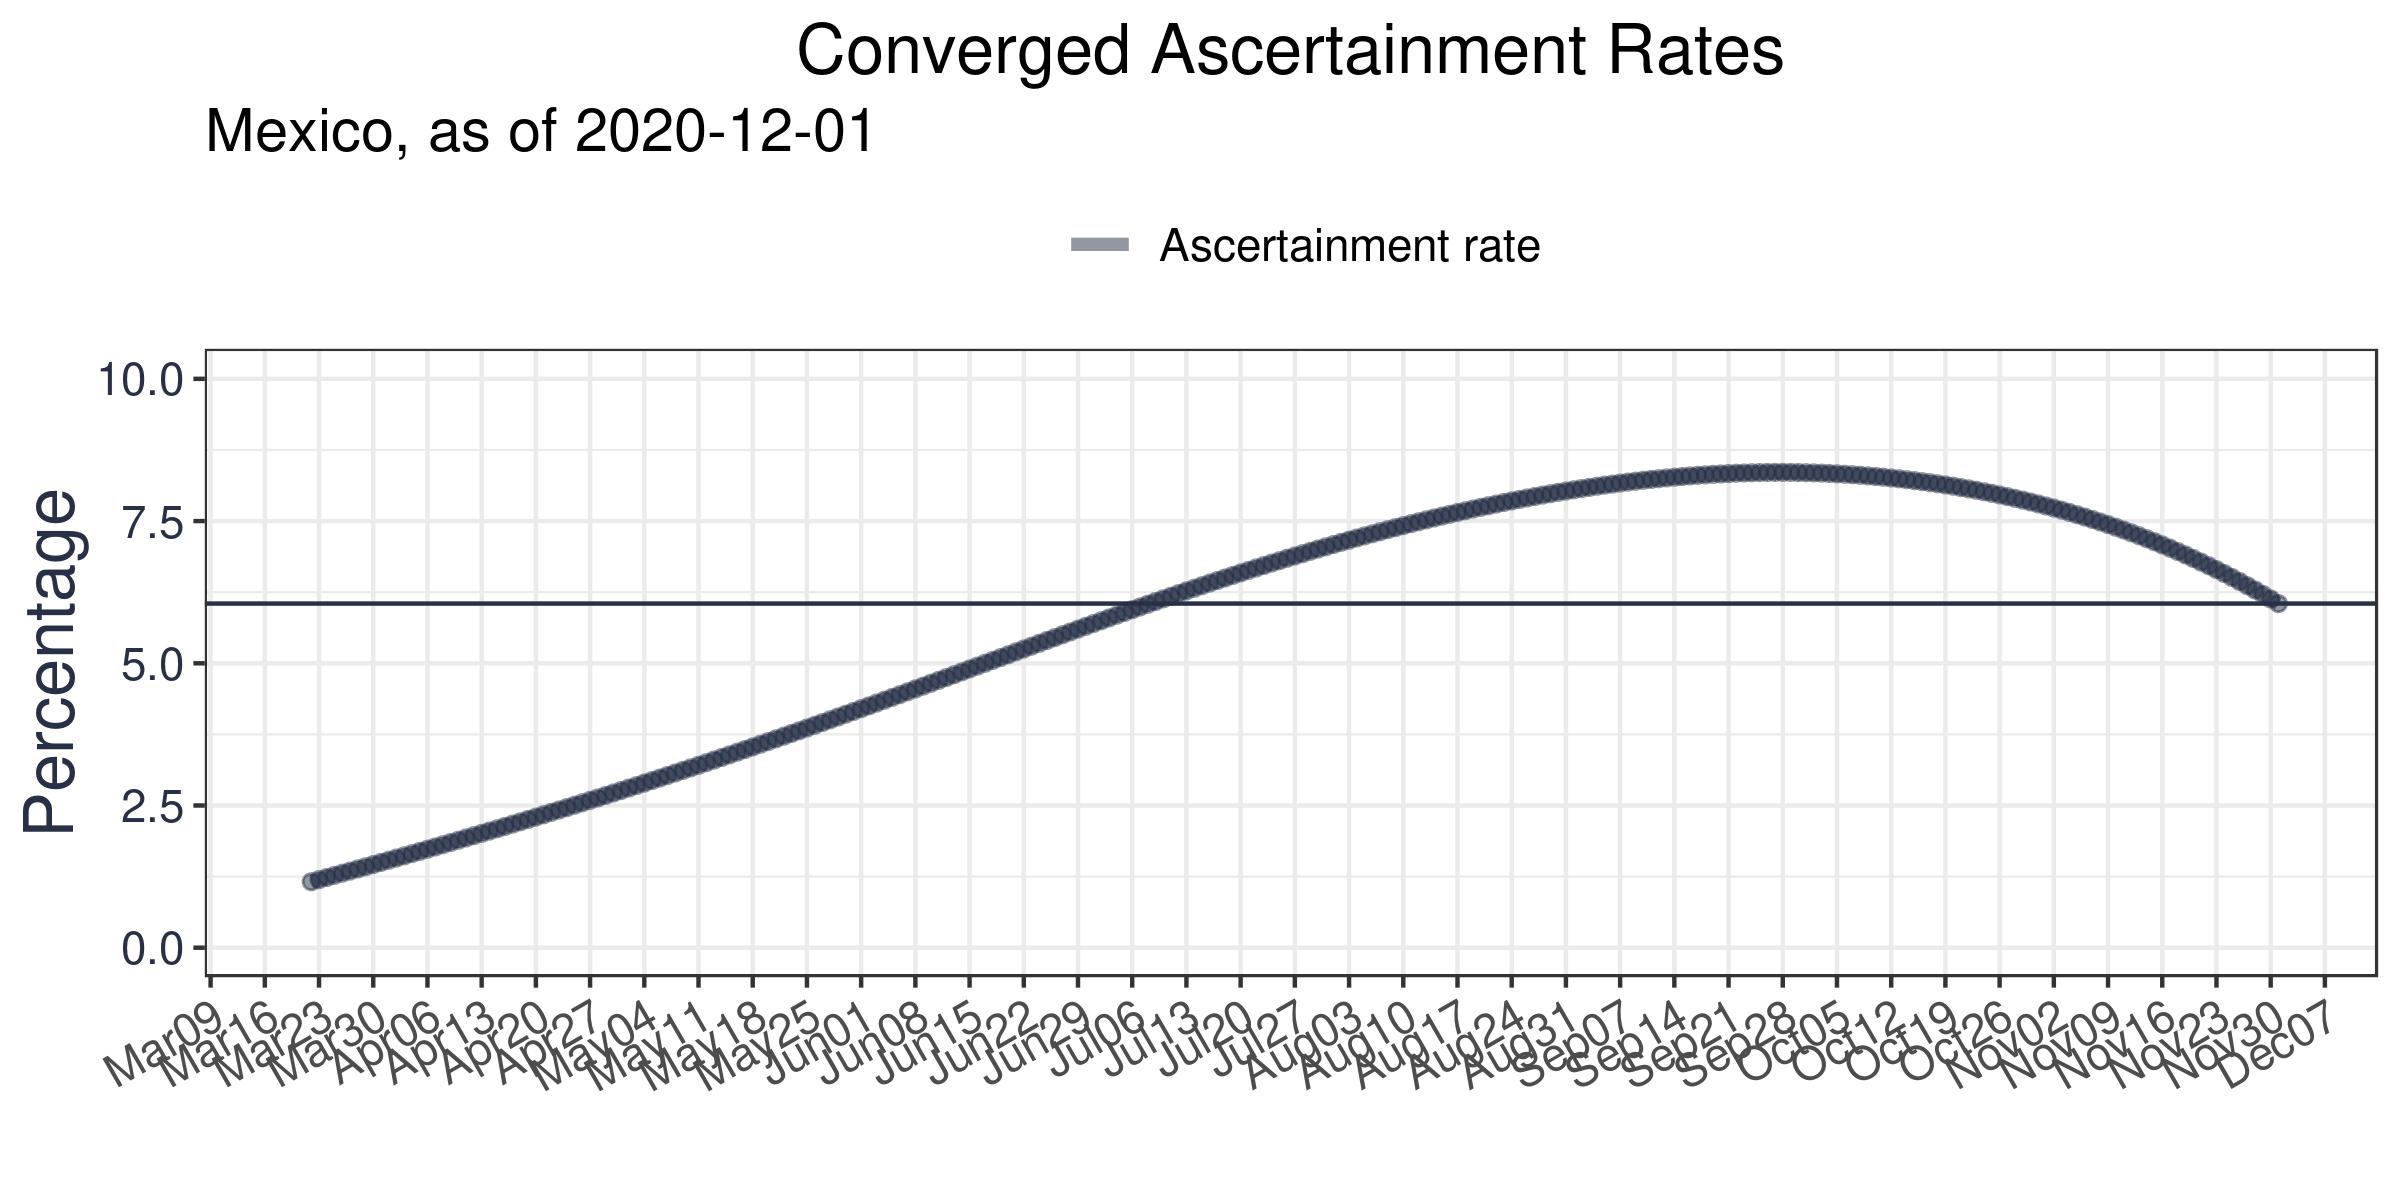 Converged Ascertainment Rates
Mexico, as of 2020-12-01
Ascertainment rate
Percentage
10.0
7.5
5.0
2.5
0.0
Mar09
Mar16
Mar23
Mar30
Apr06
Apr13
Apr20
Apr27
May04
May11
May18
May25
Jun01
Jun08
Jun15
Jun22
Jun29
Jul06
Jul13
Jul20
Jul27
Aug03
Aug10
Aug17
Aug24
Aug31
Sep07
Sep14
Sep21
Sep28
Oct05
Oct12
Oct19
Oct26
Nov02
Nov09
Nov16
Nov23
Nov30
Dec07